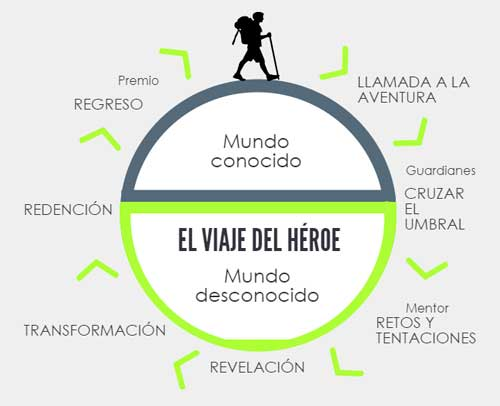 LLAMADA A LA
AVENTURA
Guardianes
CRUZAR
EL
UMBRAL
Mentor
RETOS Y
TENTACIONES
REVELACIÓN
TRANSFORMACIÓN
REDENCIÓN
Premio
REGRESO
Mundo
conocido
EL VIAJE DEL HÉROE
Mundo
desconocido